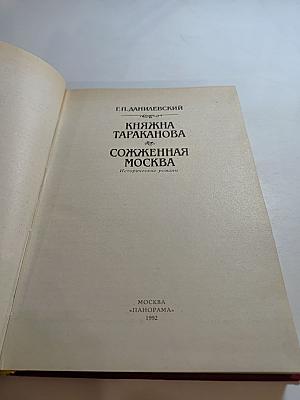 Г.П.ДАНИЛЕВСКИЙ
КНЯЖНА
ТАРАКАНОВА
СОЖЖЕННАЯ
МОСКВА
Исторические романы
МОСКВА
«ПАНОРАМА»
1992